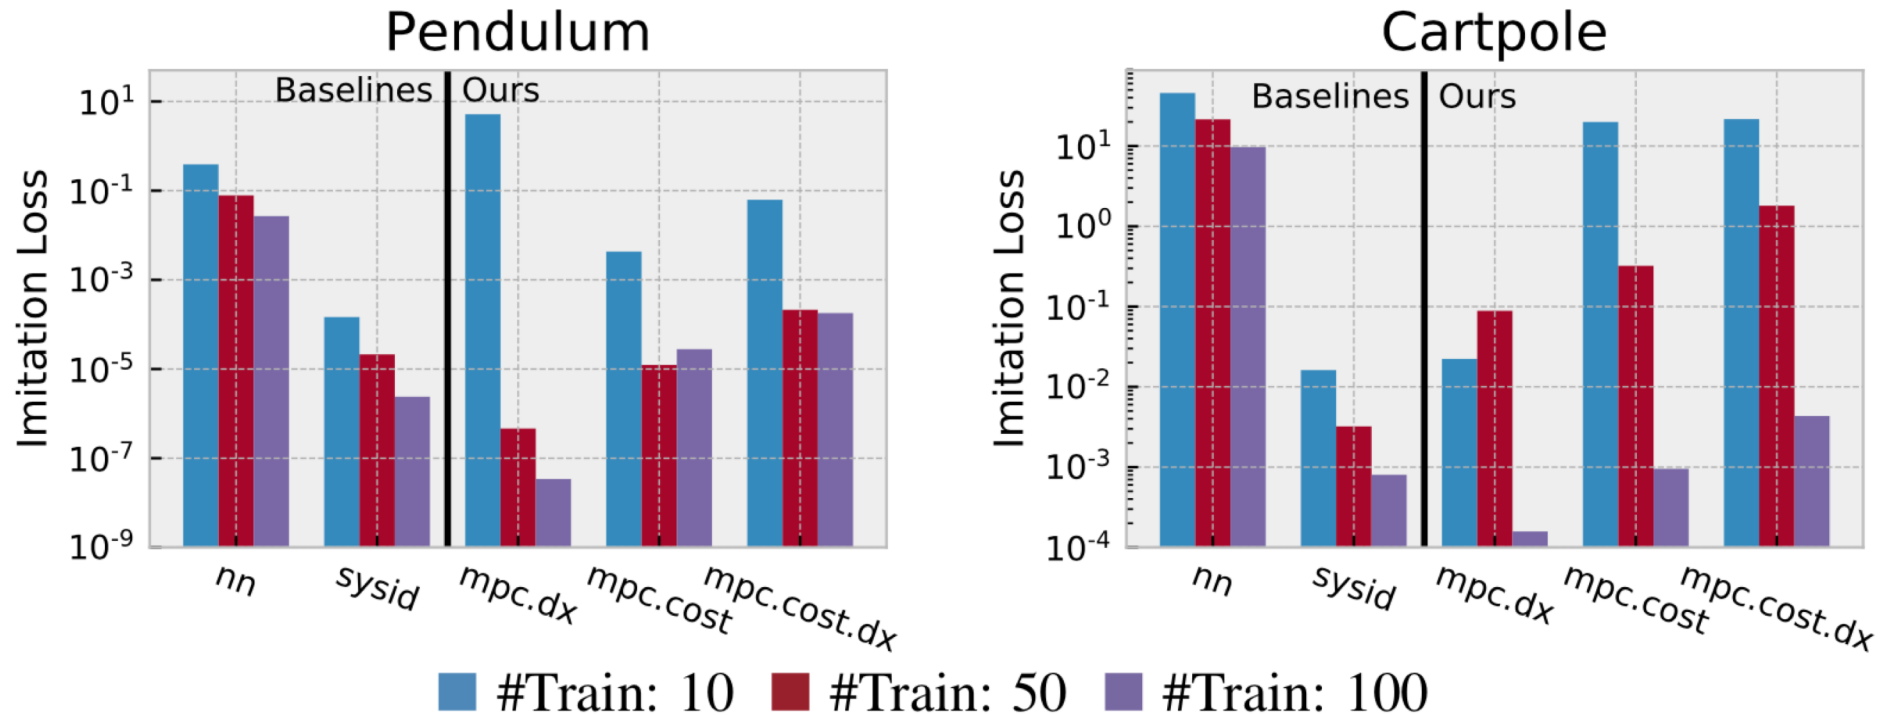 Pendulum
Baselines
Ours
Imitation Loss
10^1
10^-1
10^-3
10^-5
10^-7
10^-9
nn
sysid
mpc.dx
mpc.cost
mpc.cost.dx
Cartpole
Baselines
Ours
Imitation Loss
10^1
10^0
10^-1
10^-2
10^-3
10^-4
nn
sysid
mpc.dx
mpc.cost
mpc.cost.dx
#Train: 10 #Train: 50 #Train: 100